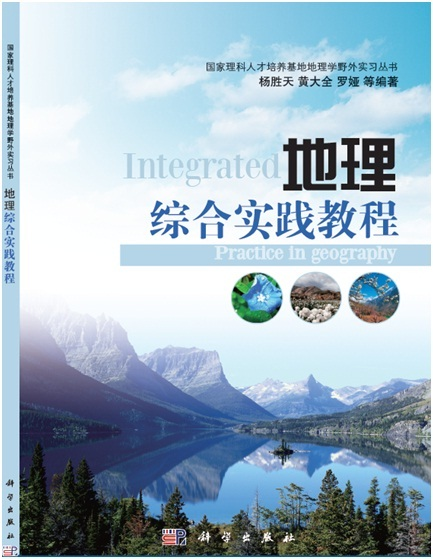 国家理科人才培养基地地理学野外实习丛书
杨胜天 黄大全 罗娅 等编著
Integrated 地理
综合实践教程
Practice in geography
科学出版社
国家理科人才培养基地地理学野外实习丛书
地理综合实践教程
科学出版社